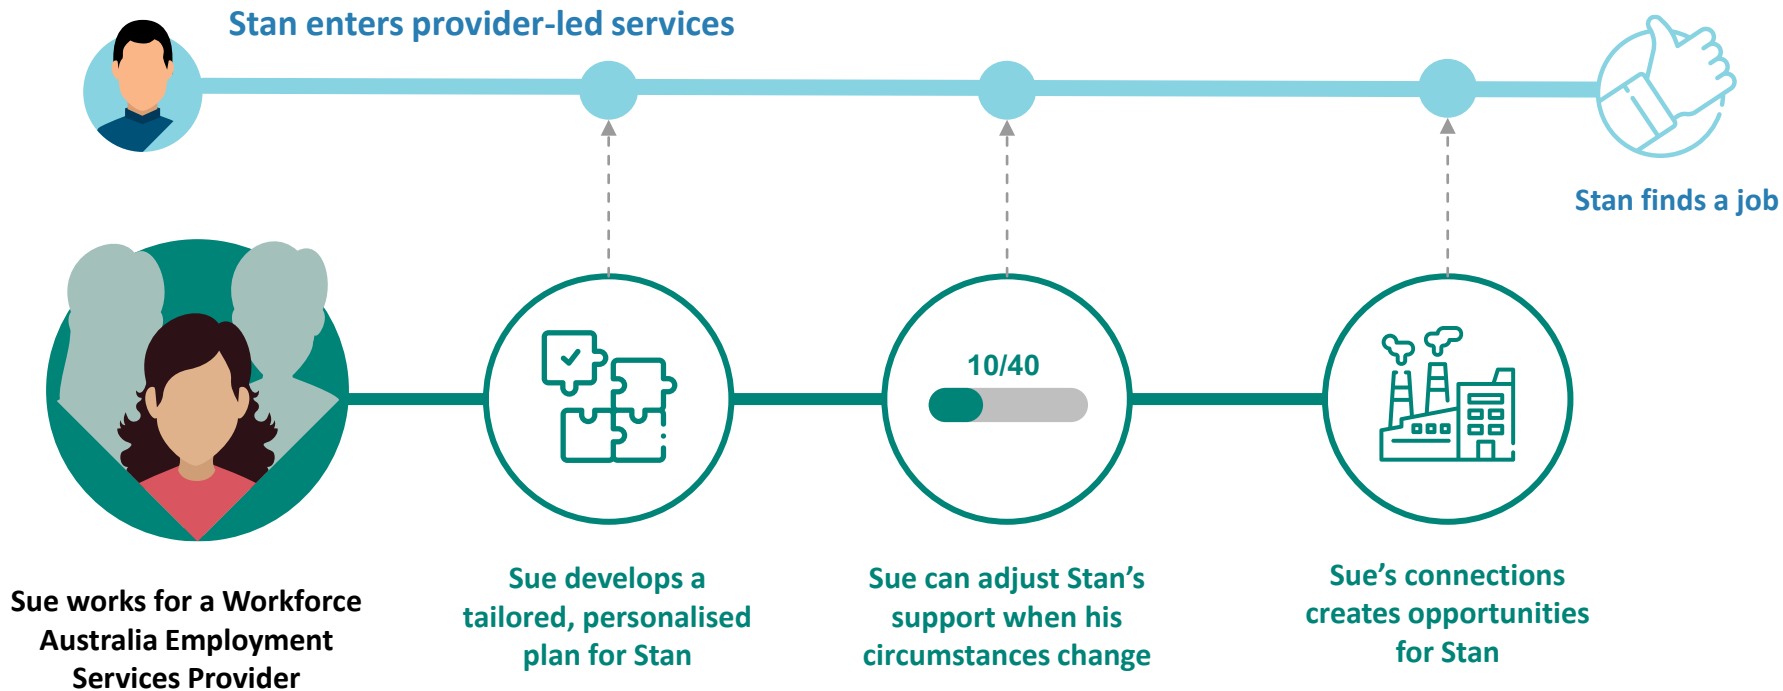 Stan enters provider-led services
Stan finds a job
10/40
Sue works for a Workforce
Australia Employment
Services Provider
Sue develops a
tailored, personalised
plan for Stan
Sue can adjust Stan’s
support when his
circumstances change
Sue’s connections
creates opportunities
for Stan